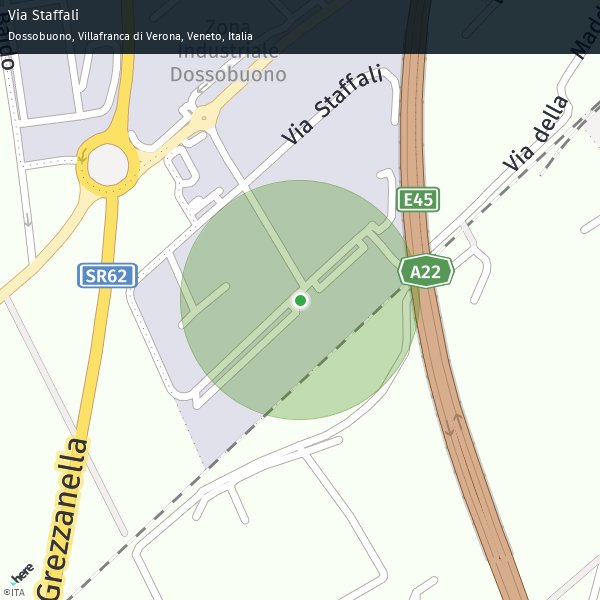 Via Staffali
Dossobuono, Villafranca di Verona, Veneto, Italia
Zona
Industriale
Dossobuono
Via Staffali
Via della
Madd
E45
A22
SR62
Grezzanella
here
©ITA